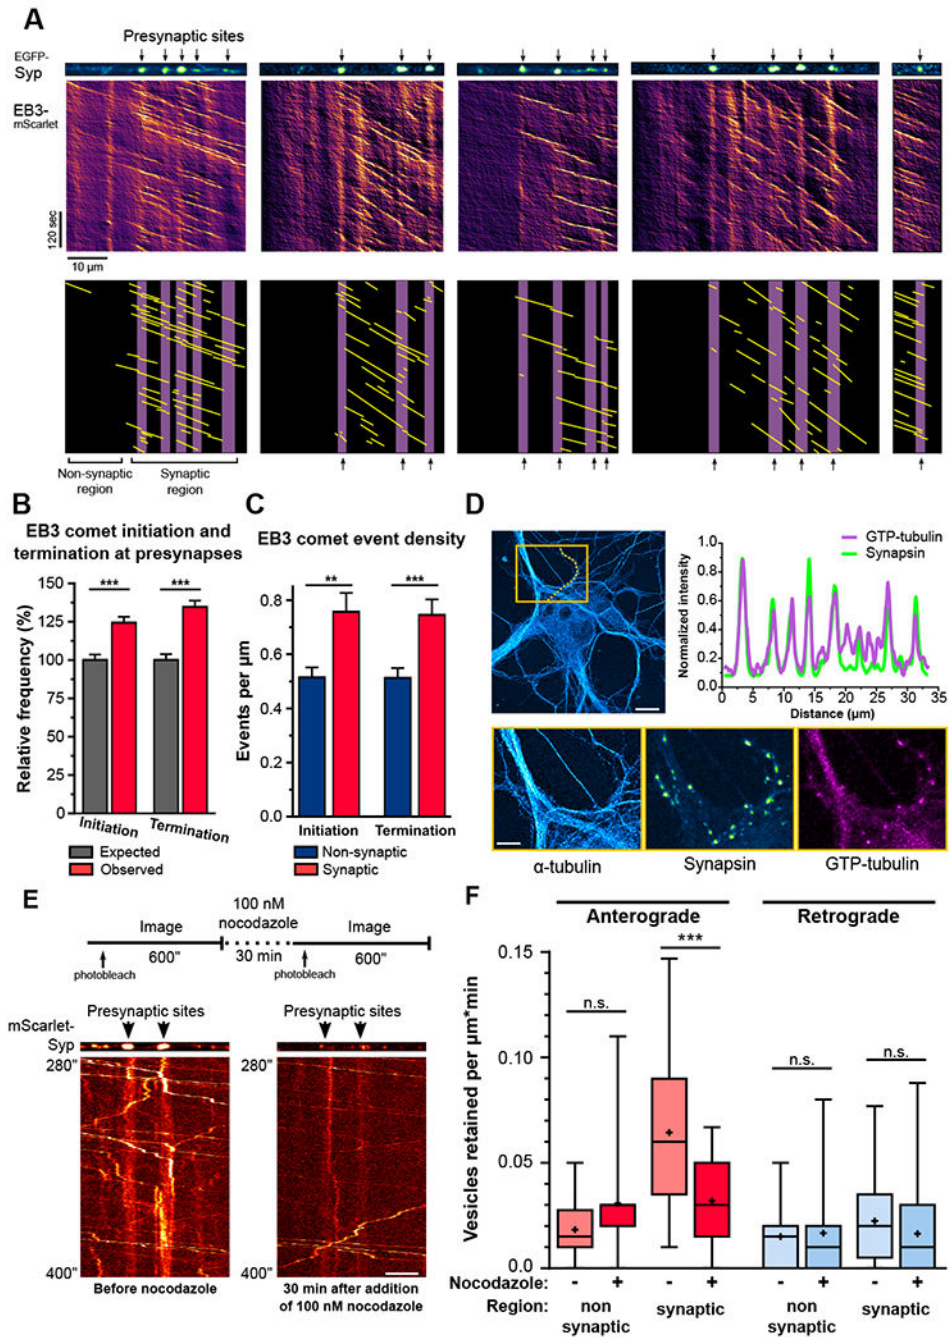 A
Presynaptic sites
EGFP-
Syp
EB3-
mScarlet
120 sec
10 µm
Non-synaptic
region
Synaptic
region
B
EB3 comet initiation and
termination at presynapses
Relative frequency (%)
150
125
100
75
50
25
0
***
***
Initiation
Termination
Expected
Observed
C
EB3 comet event density
Events per µm
0.8
0.6
0.4
0.2
0.0
**
***
Initiation
Termination
Non-synaptic
Synaptic
D
GTP-tubulin
Synapsin
Normalized intensity
1.0
0.8
0.6
0.4
0.2
0.0
0 5 10 15 20 25 30 35
Distance (µm)
α-tubulin
Synapsin
GTP-tubulin
E
100 nM
nocodazole
Image
Image
600"
30 min
600"
photobleach
photobleach
mScarlet-
Syp
Presynaptic sites
Presynaptic sites
280"
280"
400"
400"
Before nocodazole
30 min after addition
of 100 nM nocodazole
F
Anterograde
Retrograde
Vesicles retained per µm*min
0.15
0.10
0.05
0.0
n.s.
***
n.s.
n.s.
Nocodazole: - + - + - + - +
Region:
non
synaptic
synaptic
non
synaptic
synaptic